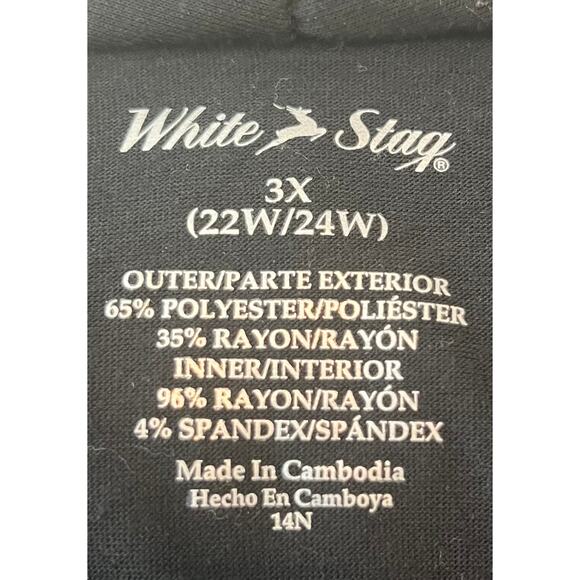 White Stag®
3X
(22W/24W)
OUTER/PARTE EXTERIOR
65% POLYESTER/POLIÉSTER
35% RAYON/RAYÓN
INNER/INTERIOR
96% RAYON/RAYÓN
4% SPANDEX/SPÁNDEX
Made In Cambodia
Hecho En Camboya
14N